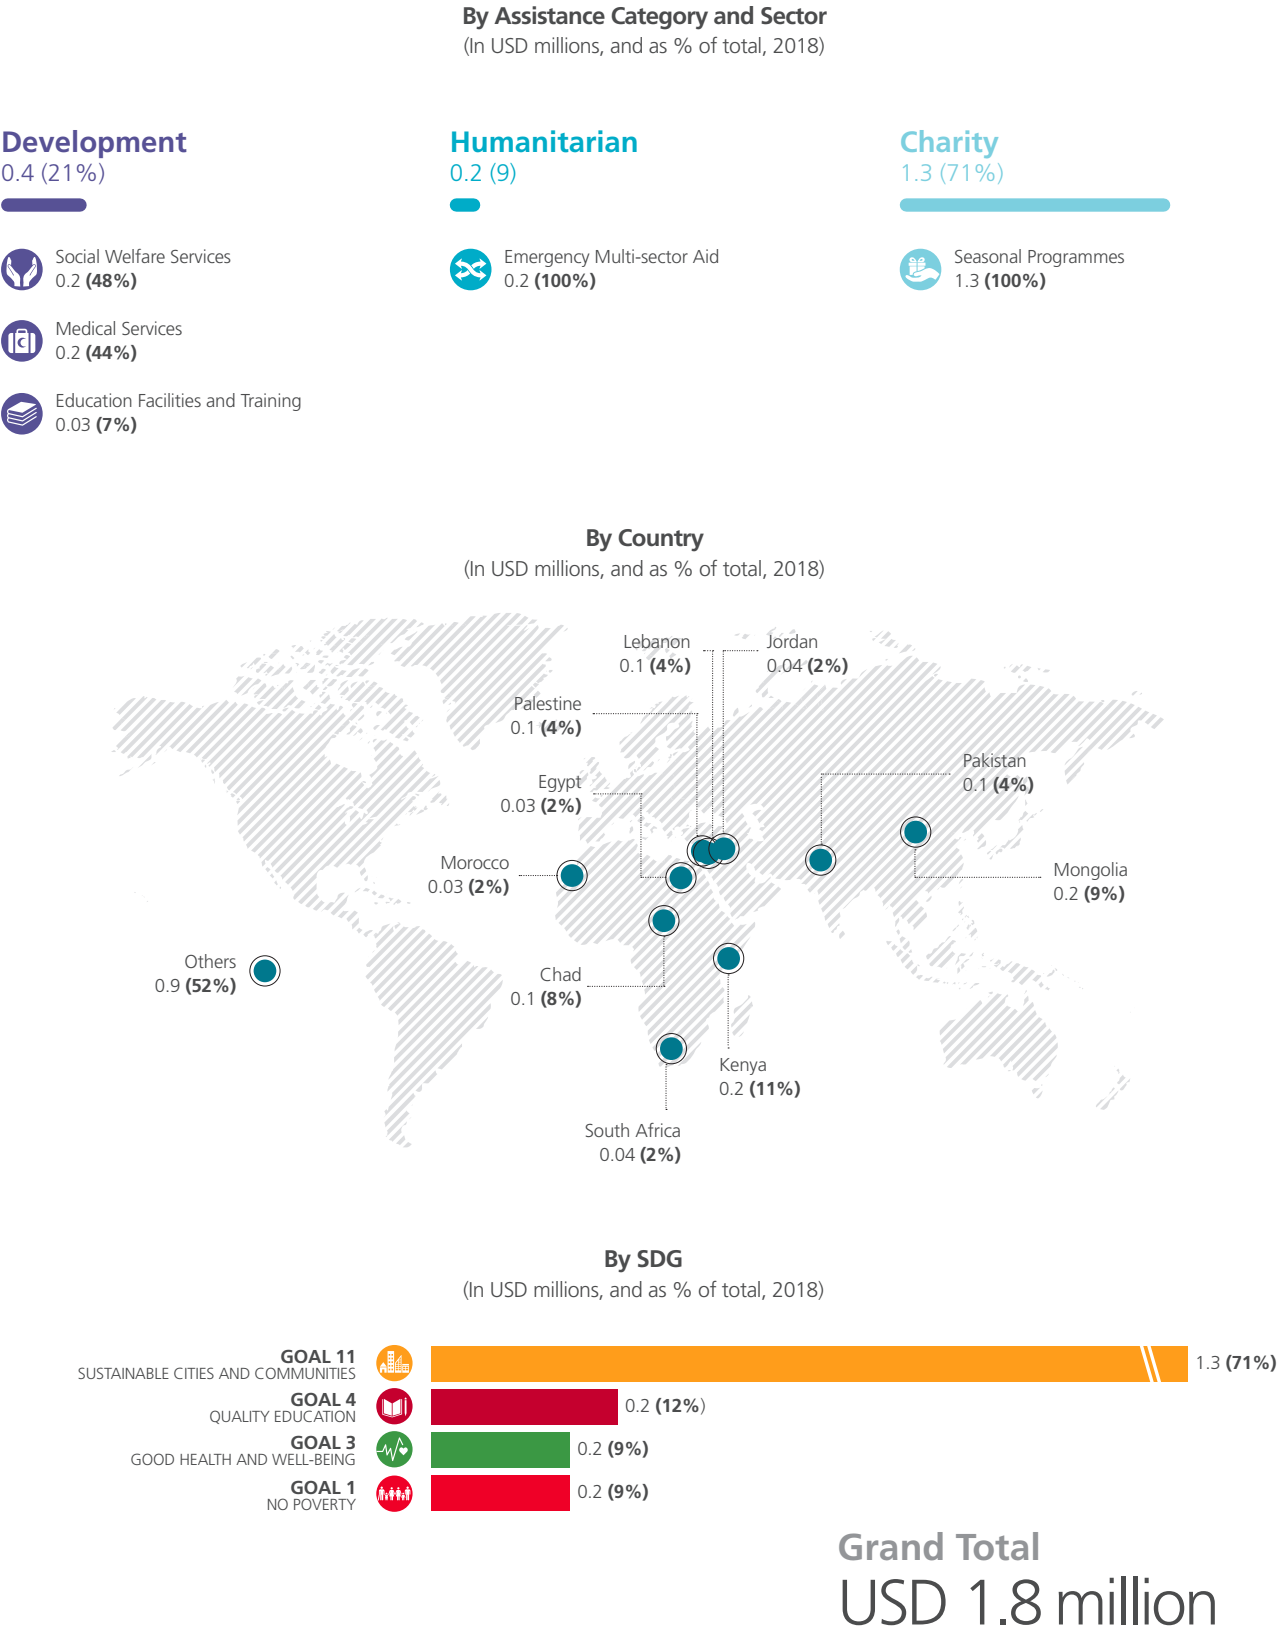 By Assistance Category and Sector
(In USD millions, and as % of total, 2018)
Development
0.4 (21%)
Social Welfare Services
0.2 (48%)
Medical Services
0.2 (44%)
Education Facilities and Training
0.03 (7%)
Humanitarian
0.2 (9)
Emergency Multi-sector Aid
0.2 (100%)
Charity
1.3 (71%)
Seasonal Programmes
1.3 (100%)
By Country
(In USD millions, and as % of total, 2018)
Lebanon
0.1 (4%)
Jordan
0.04 (2%)
Palestine
0.1 (4%)
Pakistan
0.1 (4%)
Egypt
0.03 (2%)
Morocco
0.03 (2%)
Mongolia
0.2 (9%)
Others
0.9 (52%)
Chad
0.1 (8%)
Kenya
0.2 (11%)
South Africa
0.04 (2%)
By SDG
(In USD millions, and as % of total, 2018)
GOAL 11
SUSTAINABLE CITIES AND COMMUNITIES
1.3 (71%)
GOAL 4
QUALITY EDUCATION
0.2 (12%)
GOAL 3
GOOD HEALTH AND WELL-BEING
0.2 (9%)
GOAL 1
NO POVERTY
0.2 (9%)
Grand Total
USD 1.8 million